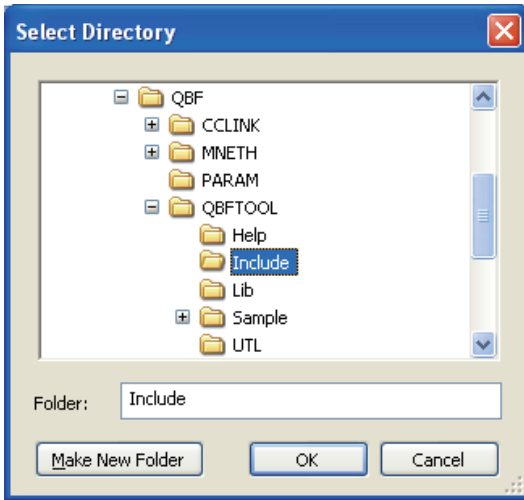 Select Directory
QBF
CCLINK
MNETH
PARAM
QBFTOOL
Help
Include
Lib
Sample
UTL
Folder: Include
Make New Folder OK Cancel